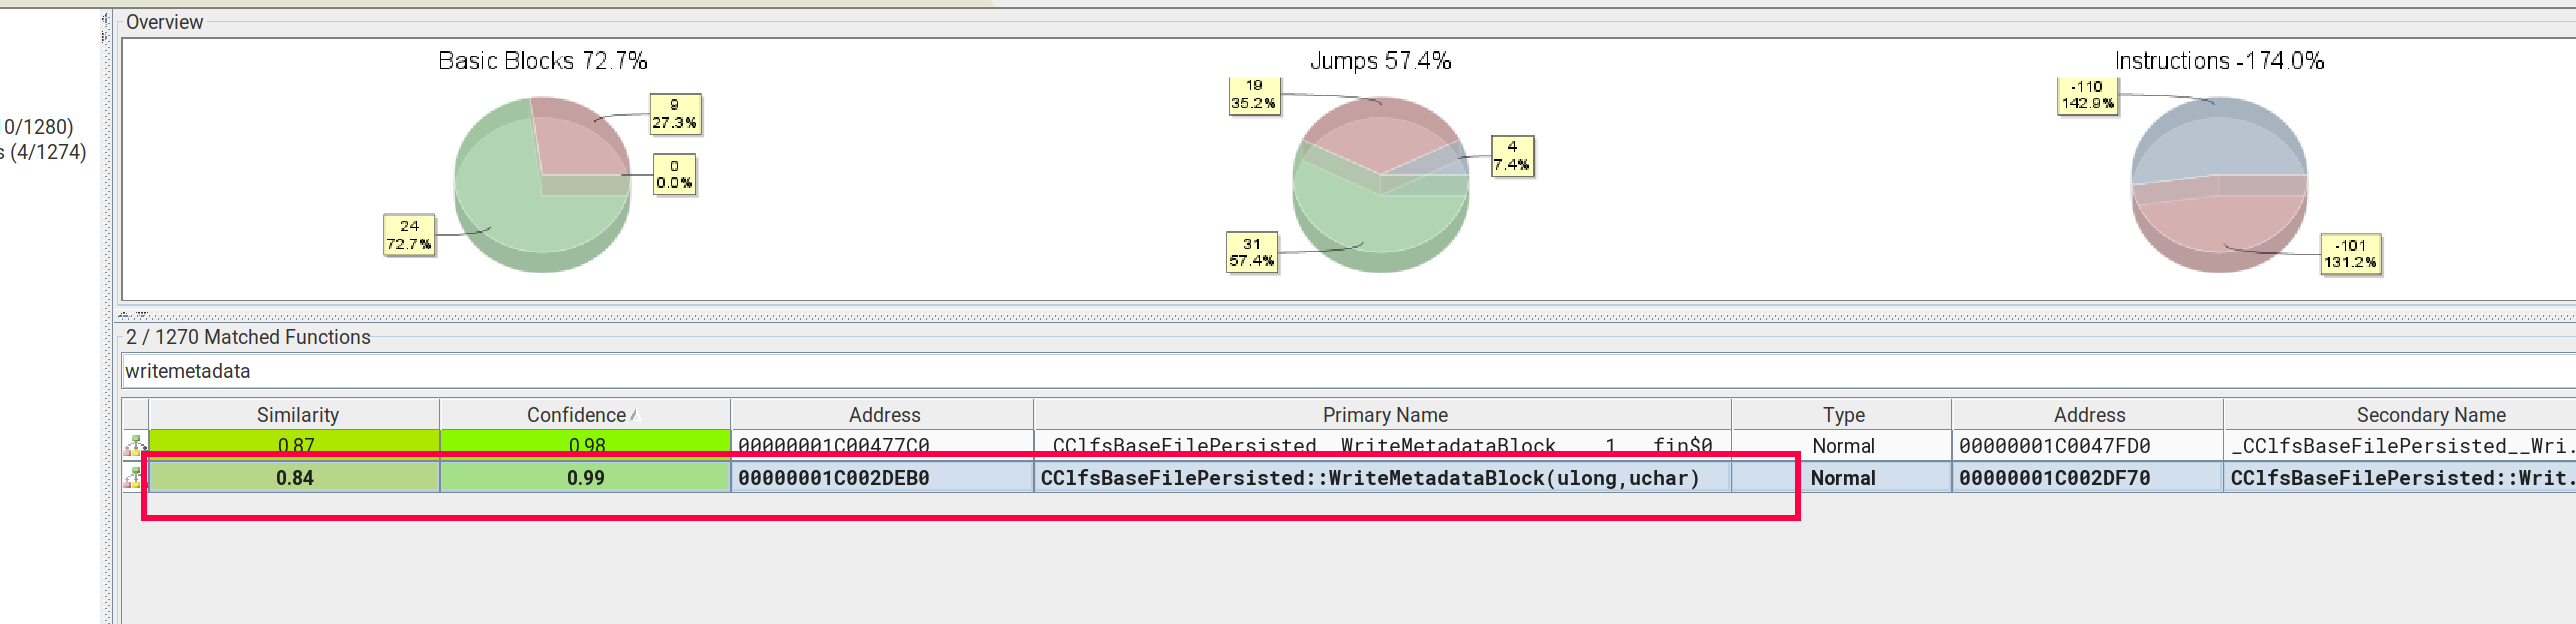 Overview
Basic Blocks 72.7%
9
27.3%
0
0.0%
24
72.7%
Jumps 57.4%
19
35.2%
4
7.4%
31
57.4%
Instructions -174.0%
-110
142.9%
-101
131.2%
0/1280)
s (4/1274)
2 / 1270 Matched Functions
writemetadata
Similarity Confidence Address Primary Name Type Address Secondary Name
0.87 0.98 00000001C00477C0 _CClfsBaseFilePersisted__WriteMetadataBlock____1___fin$0 Normal 00000001C0047FD0 _CClfsBaseFilePersisted__Wri...
0.84 0.99 00000001C002DEB0 CClfsBaseFilePersisted::WriteMetadataBlock(ulong,uchar) Normal 00000001C002DF70 CClfsBaseFilePersisted::Writ...